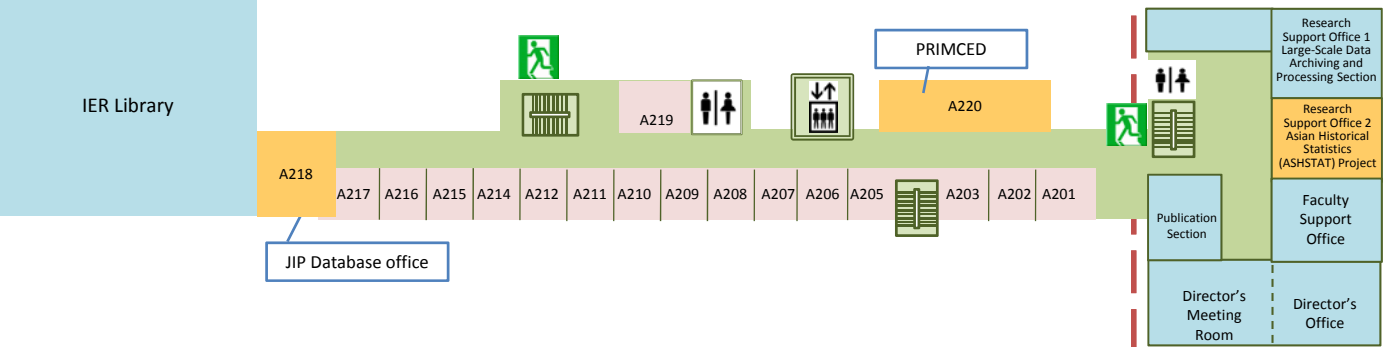 IER Library
PRIMCED
A219
A220
A218
A217
A216
A215
A214
A212
A211
A210
A209
A208
A207
A206
A205
A203
A202
A201
JIP Database office
Research
Support Office 1
Large-Scale Data
Archiving and
Processing Section
Research
Support Office 2
Asian Historical
Statistics
(ASHSTAT) Project
Publication
Section
Faculty
Support
Office
Director’s
Meeting
Room
Director’s
Office